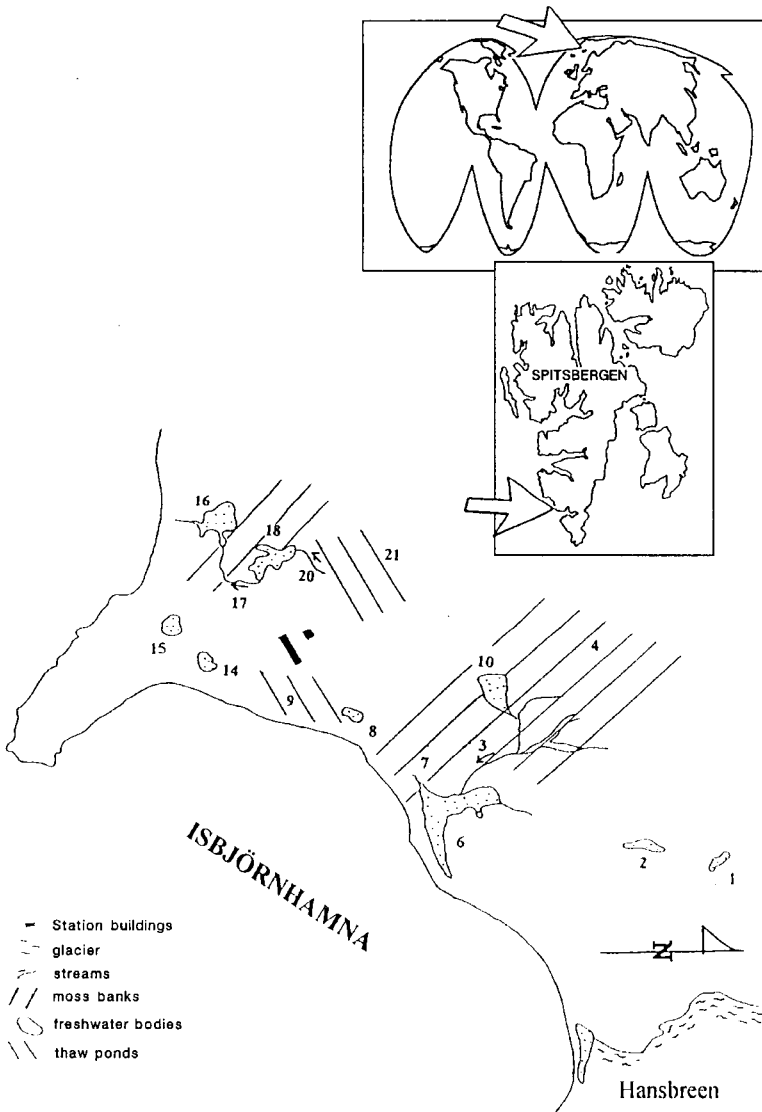 SPITSBERGEN
16
18
21
20
17
15
14
10
4
9
8
3
7
6
2
1
ISBJÖRNHAMNA
N
Station buildings
glacier
streams
moss banks
freshwater bodies
thaw ponds
Hansbreen